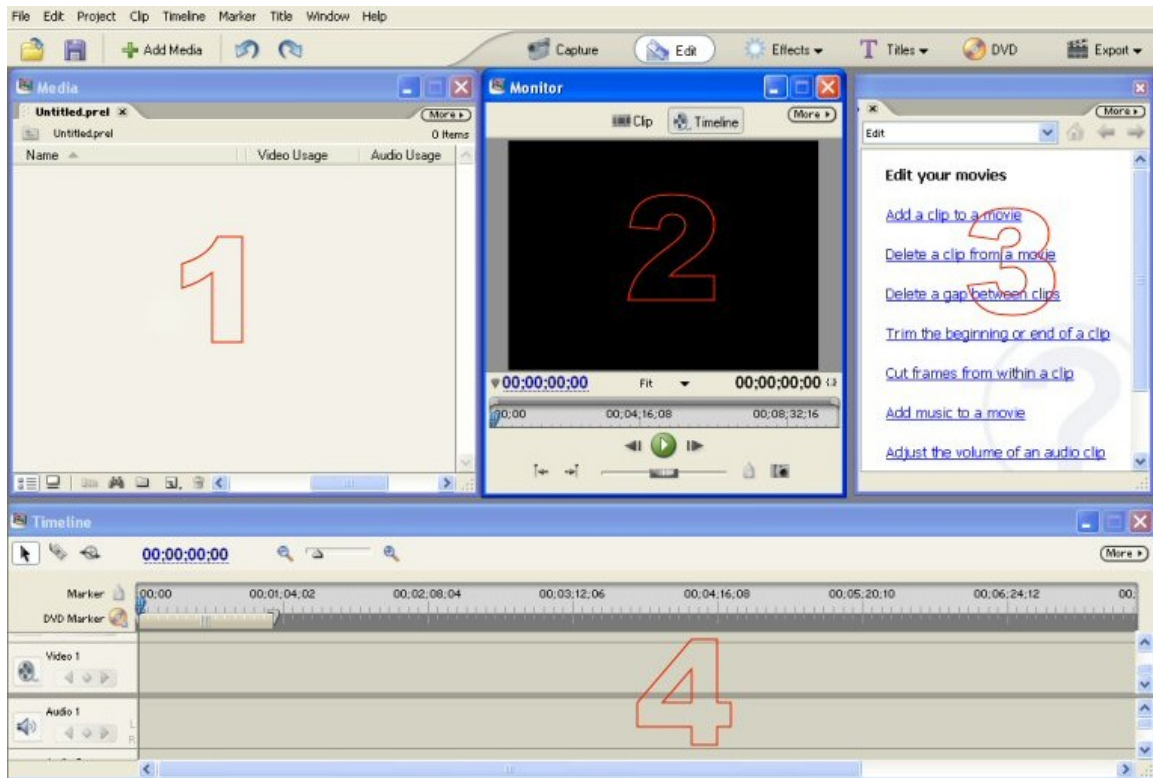 File Edit Project Clip Timeline Marker Title Window Help
Add Media Capture Edit Effects Titles DVD Export
Media
Untitled.prel More
Untitled.prel 0 Items
Name Video Usage Audio Usage
1
Monitor
Clip Timeline More
2
00;00;00;00 Fit 00;00;00;00
00;00 00;04;16;08 00;08;32;16
More
Edit
Edit your movies
Add a clip to a movie
Delete a clip from a movie
Delete a gap between clips
Trim the beginning or end of a clip
Cut frames from within a clip
Add music to a movie
Adjust the volume of an audio clip
3
Timeline
00;00;00;00 More
Marker 00;00 00;01;04;02 00;02;08;04 00;03;12;06 00;04;16;08 00;05;20;10 00;06;24;12 00;
DVD Marker
Video 1
Audio 1
L
R
4